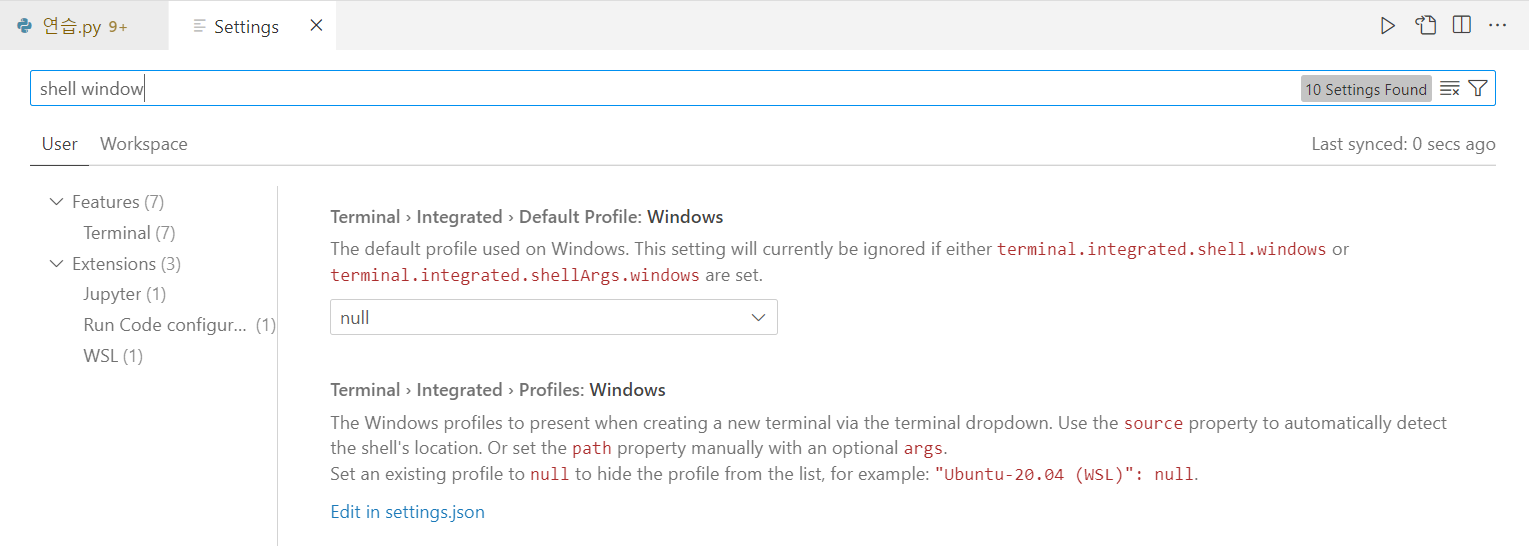 연습.py 9+ Settings
shell window 10 Settings Found
User Workspace Last synced: 0 secs ago
Features (7)
Terminal (7)
Extensions (3)
Jupyter (1)
Run Code configur... (1)
WSL (1)
Terminal › Integrated › Default Profile: Windows
The default profile used on Windows. This setting will currently be ignored if either terminal.integrated.shell.windows or
terminal.integrated.shellArgs.windows are set.
null
Terminal › Integrated › Profiles: Windows
The Windows profiles to present when creating a new terminal via the terminal dropdown. Use the source property to automatically detect
the shell's location. Or set the path property manually with an optional args.
Set an existing profile to null to hide the profile from the list, for example: "Ubuntu-20.04 (WSL)": null.
Edit in settings.json